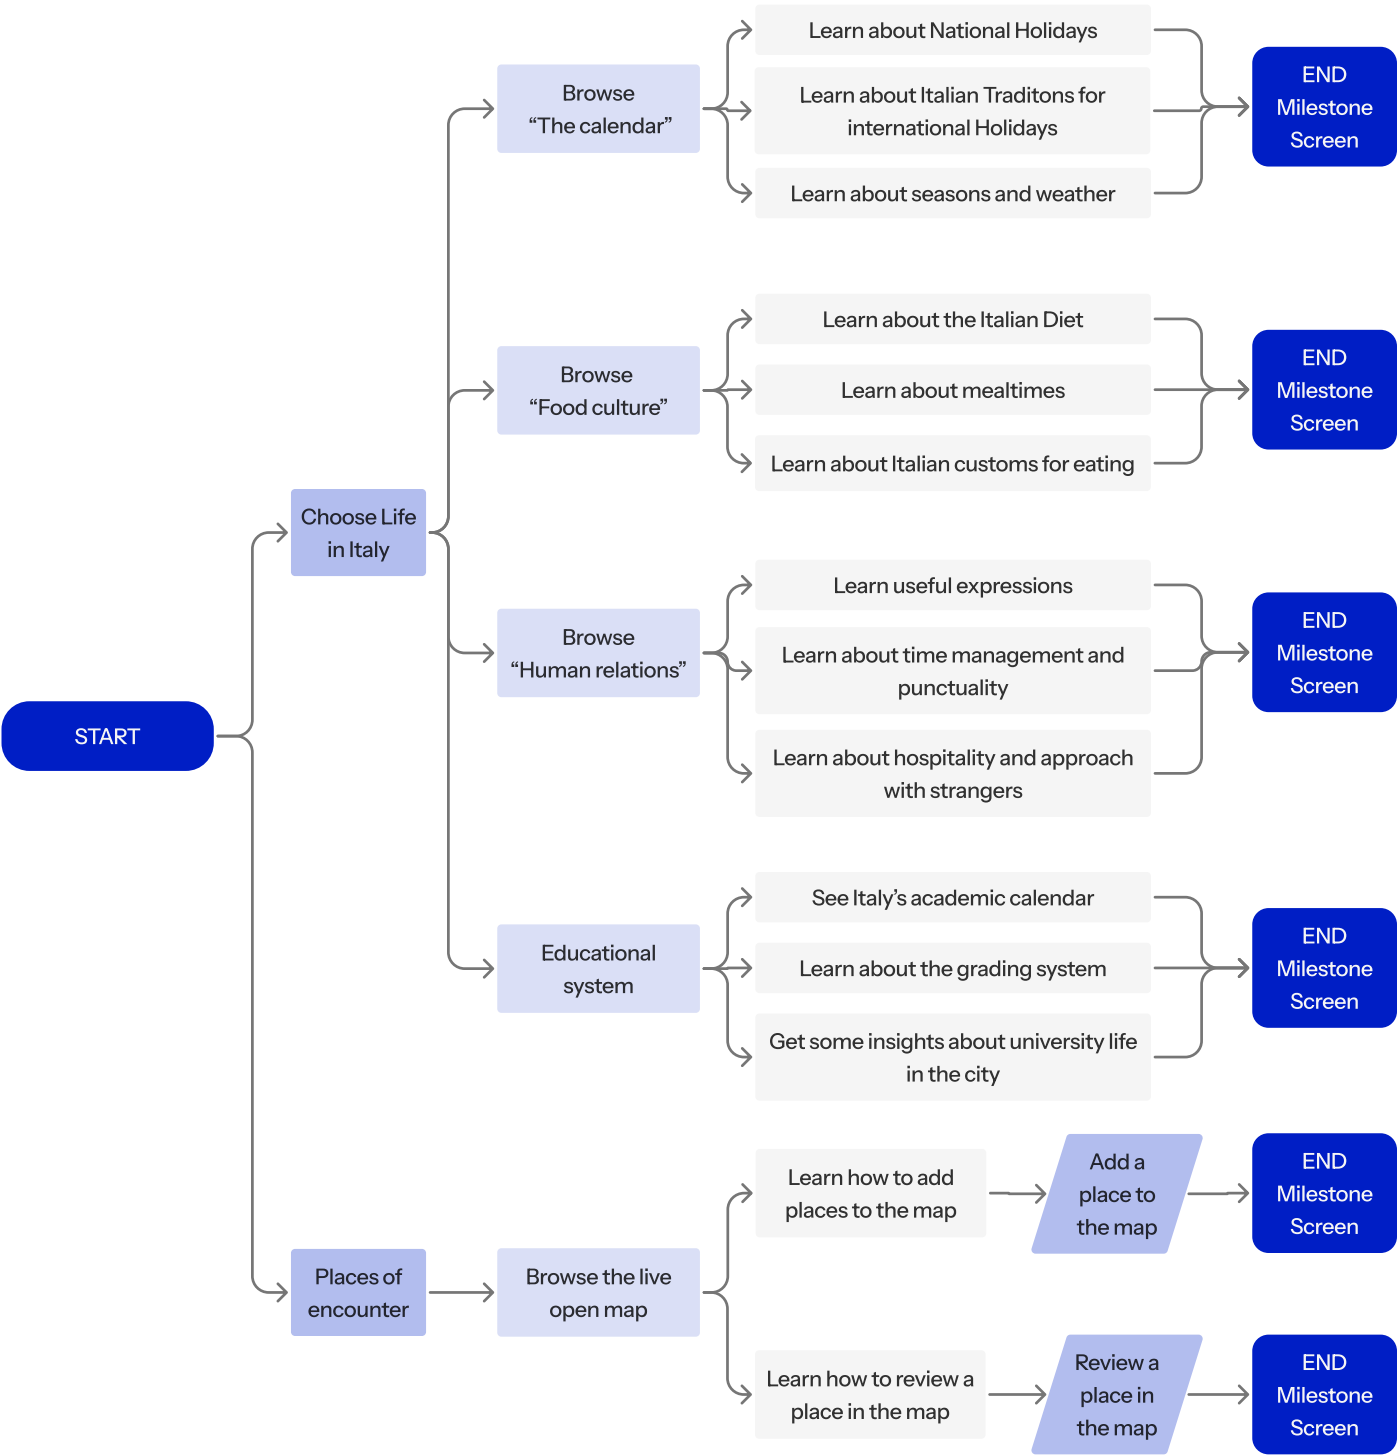 START
Choose Life
in Italy
Browse
“The calendar”
Learn about National Holidays
Learn about Italian Traditons for
international Holidays
Learn about seasons and weather
END
Milestone
Screen
Browse
“Food culture”
Learn about the Italian Diet
Learn about mealtimes
Learn about Italian customs for eating
END
Milestone
Screen
Browse
“Human relations”
Learn useful expressions
Learn about time management and
punctuality
Learn about hospitality and approach
with strangers
END
Milestone
Screen
Educational
system
See Italy’s academic calendar
Learn about the grading system
Get some insights about university life
in the city
END
Milestone
Screen
Places of
encounter
Browse the live
open map
Learn how to add
places to the map
Add a
place to
the map
END
Milestone
Screen
Learn how to review a
place in the map
Review a
place in
the map
END
Milestone
Screen